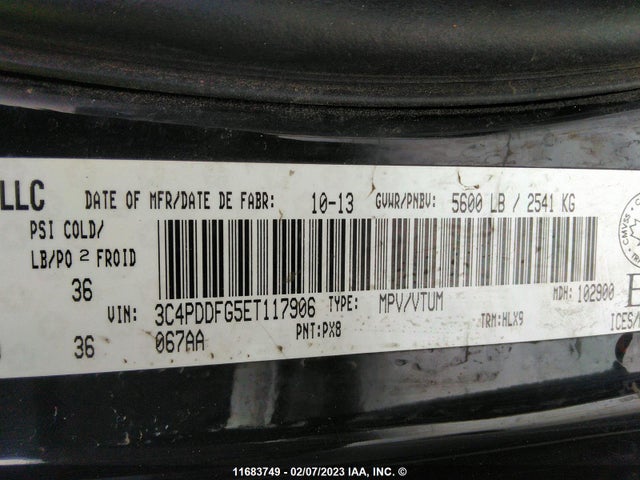 LLC DATE OF MFR/DATE DE FABR: 10-13 GVWR/PNBV: 5600 LB / 2541 KG
PSI COLD/
LB/PO 2 FROID
36
VIN: 3C4PDDFG5ET117906 TYPE: MPV/VTUM MDH: 102900
36 067AA PNT:PX8 TRM:HLX9 ICES/
CMVSS
11683749 - 02/07/2023 IAA, INC. ©